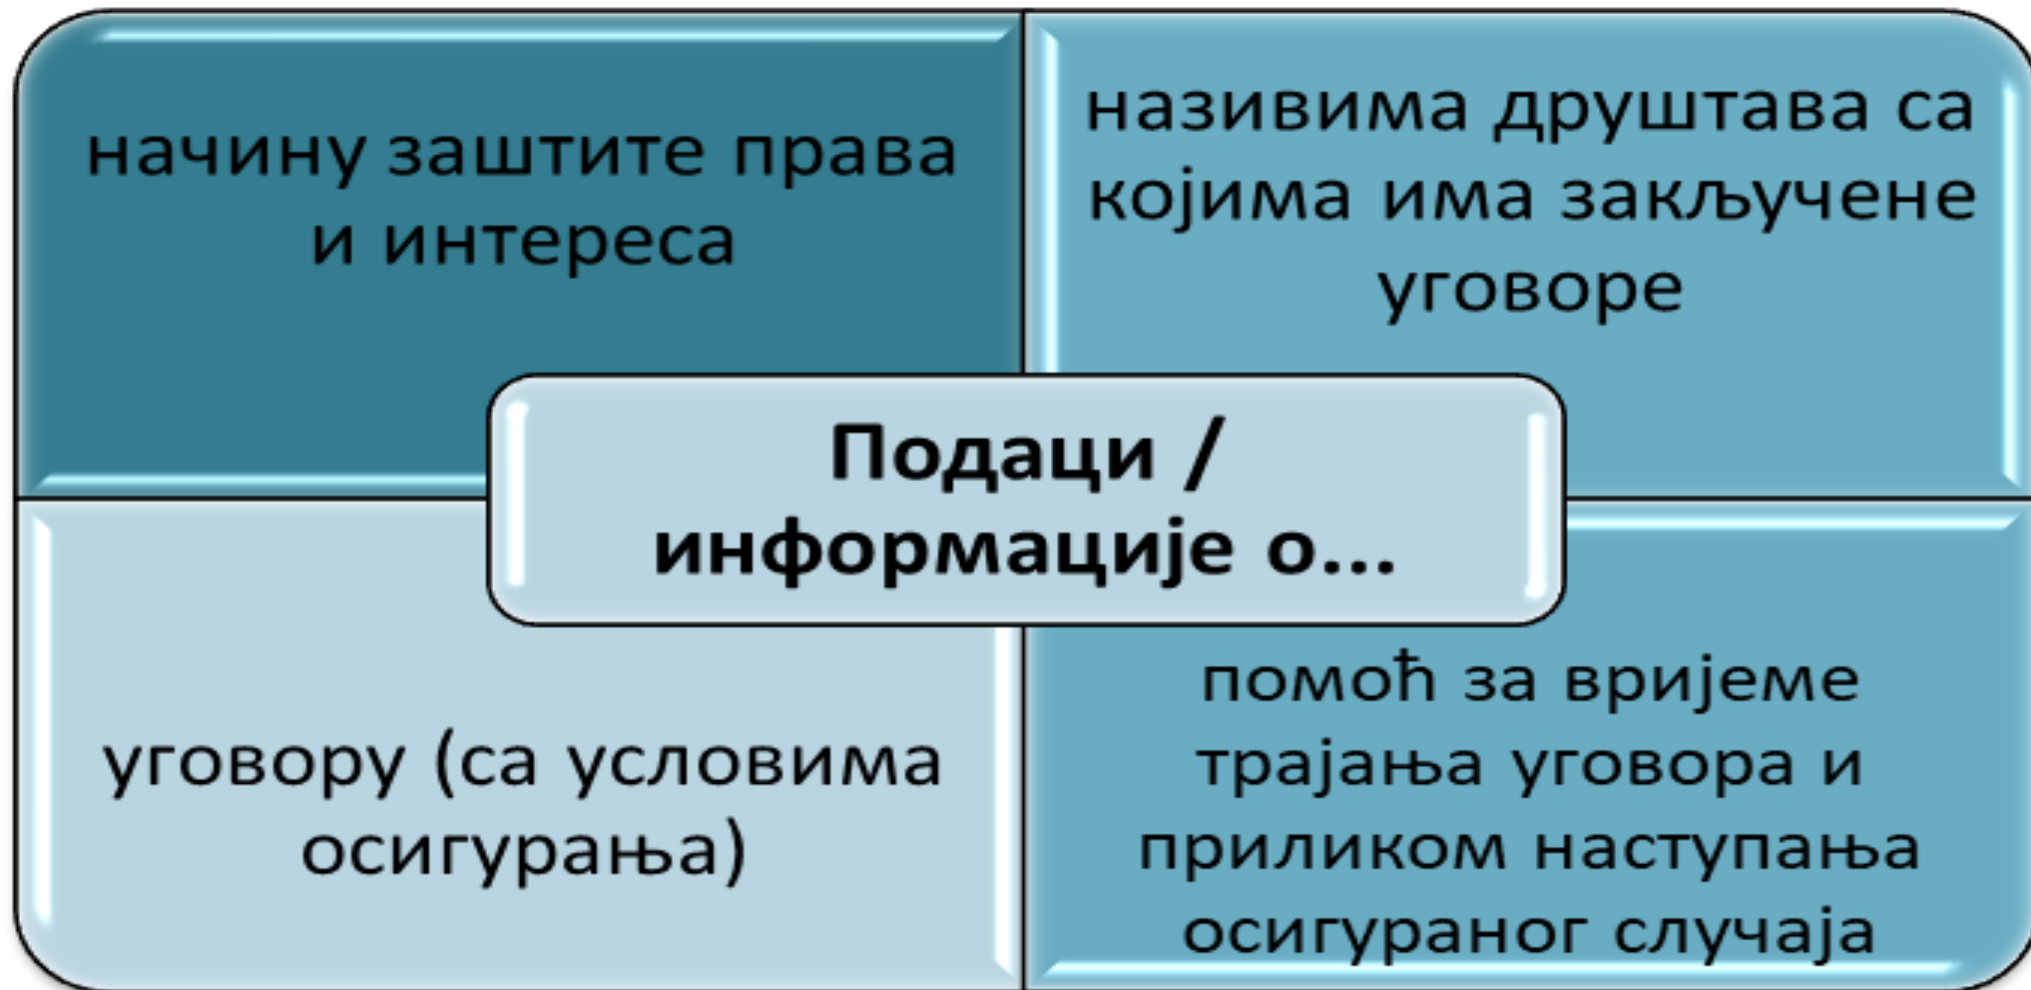 начину заштите права
и интереса
називима друштава са
којима има закључене
уговоре
Подаци /
информације о...
уговору (са условима
осигурања)
помоћ за вријеме
трајања уговора и
приликом наступања
осигураног случаја